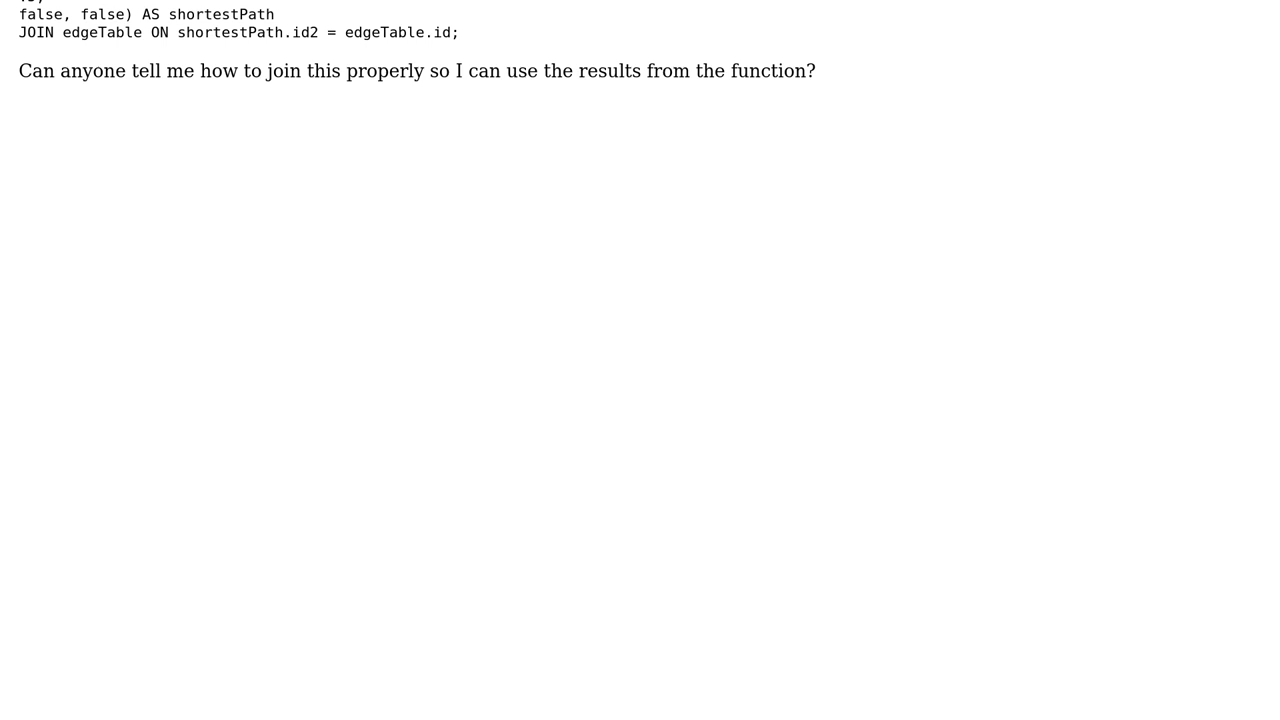 false, false) AS shortestPath
JOIN edgeTable ON shortestPath.id2 = edgeTable.id;
Can anyone tell me how to join this properly so I can use the results from the function?